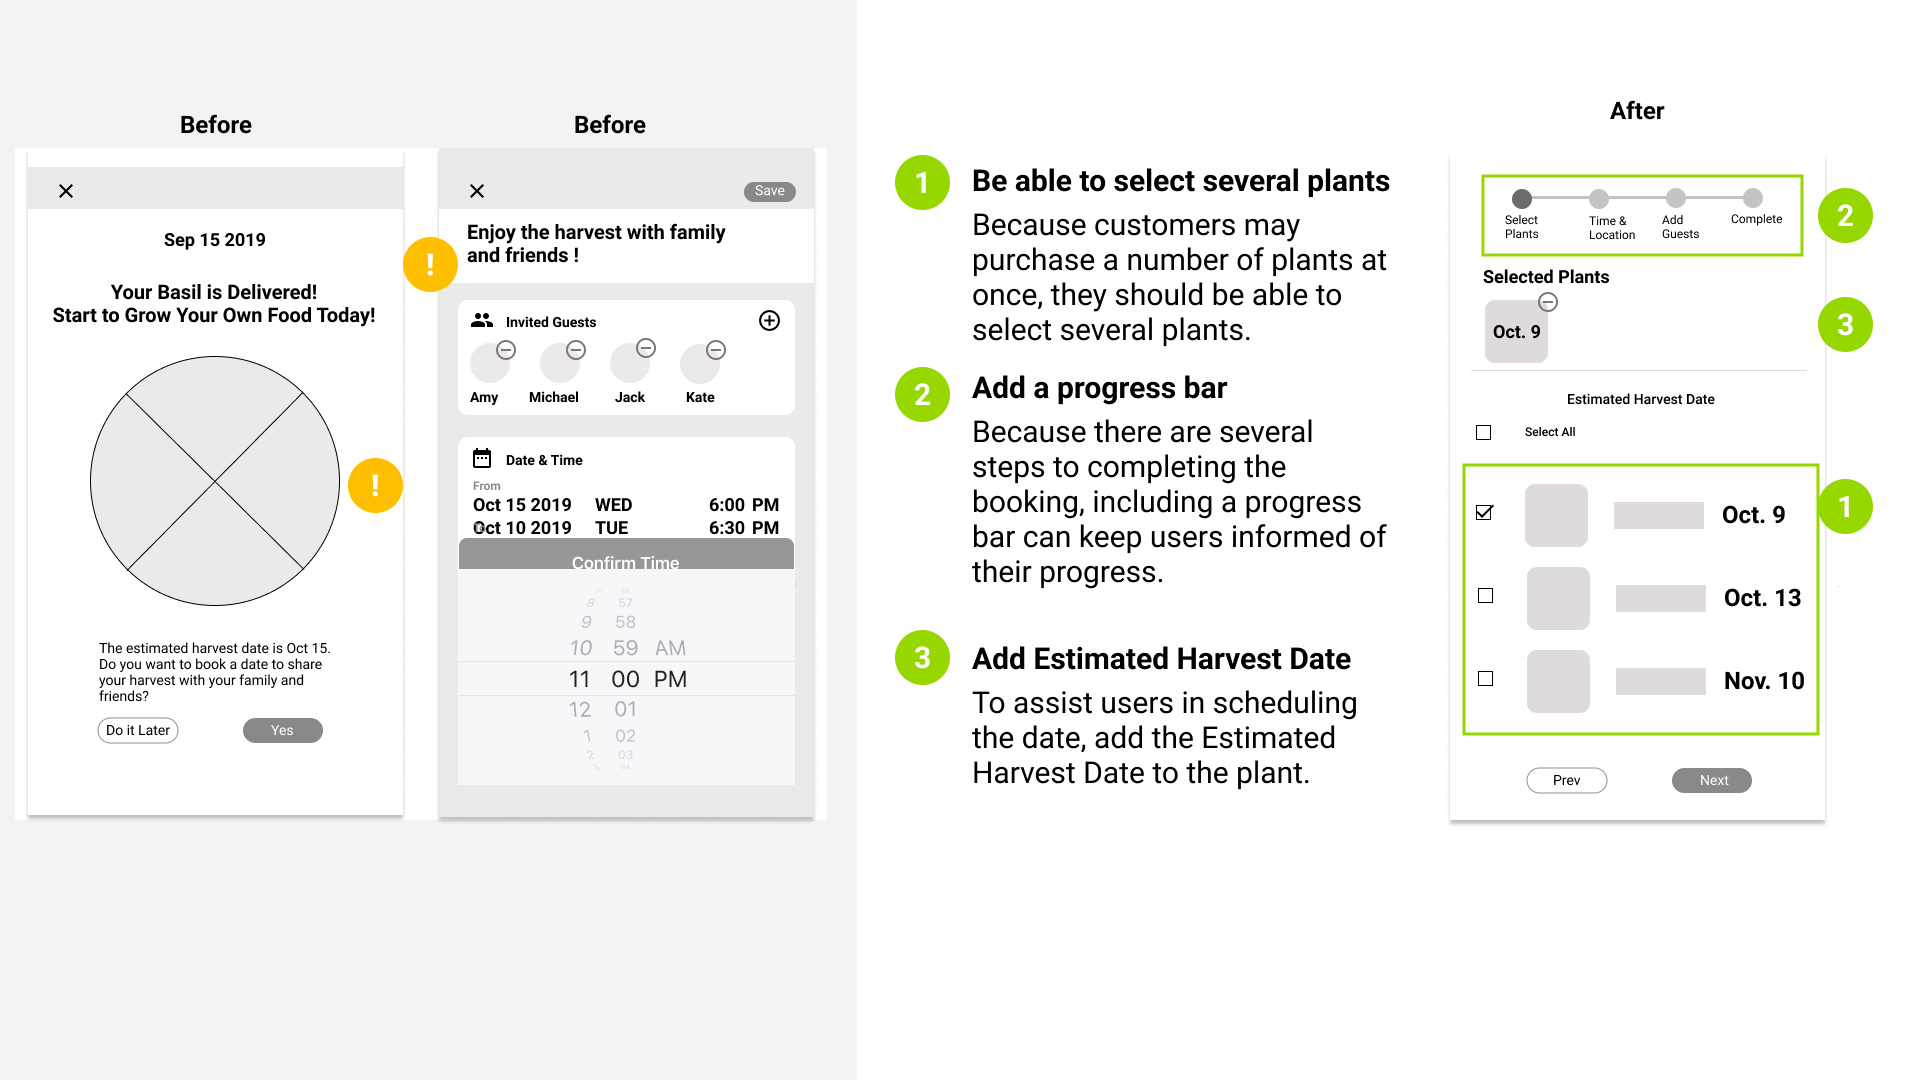 Before
Sep 15 2019
Your Basil is Delivered!
Start to Grow Your Own Food Today!
!
The estimated harvest date is Oct 15.
Do you want to book a date to share
your harvest with your family and
friends?
Do it Later
Yes
Before
Save
!
Enjoy the harvest with family
and friends !
Invited Guests
Amy Michael Jack Kate
Date & Time
From
Oct 15 2019 WED 6:00 PM
Oct 10 2019 TUE 6:30 PM
Confirm Time
8 57
9 58
10 59 AM
11 00 PM
12 01
1 02
2 03
1 Be able to select several plants
Because customers may
purchase a number of plants at
once, they should be able to
select several plants.
2 Add a progress bar
Because there are several
steps to completing the
booking, including a progress
bar can keep users informed of
their progress.
3 Add Estimated Harvest Date
To assist users in scheduling
the date, add the Estimated
Harvest Date to the plant.
After
Select
Plants
Time &
Location
Add
Guests
Complete
2
Selected Plants
Oct. 9
3
Estimated Harvest Date
Select All
Oct. 9
1
Oct. 13
Nov. 10
Prev
Next